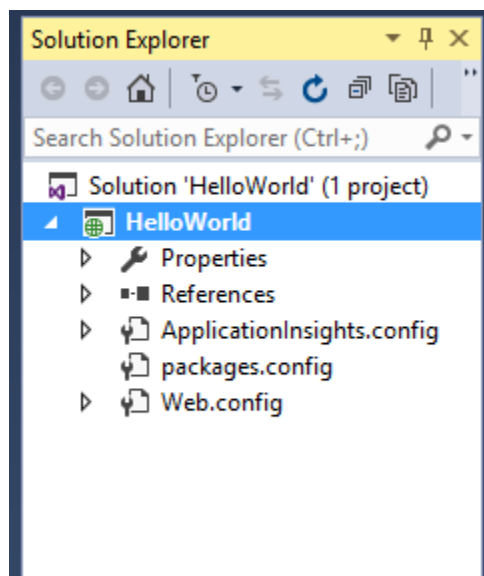 Solution Explorer
Search Solution Explorer (Ctrl+;)
Solution 'HelloWorld' (1 project)
HelloWorld
Properties
References
ApplicationInsights.config
packages.config
Web.config